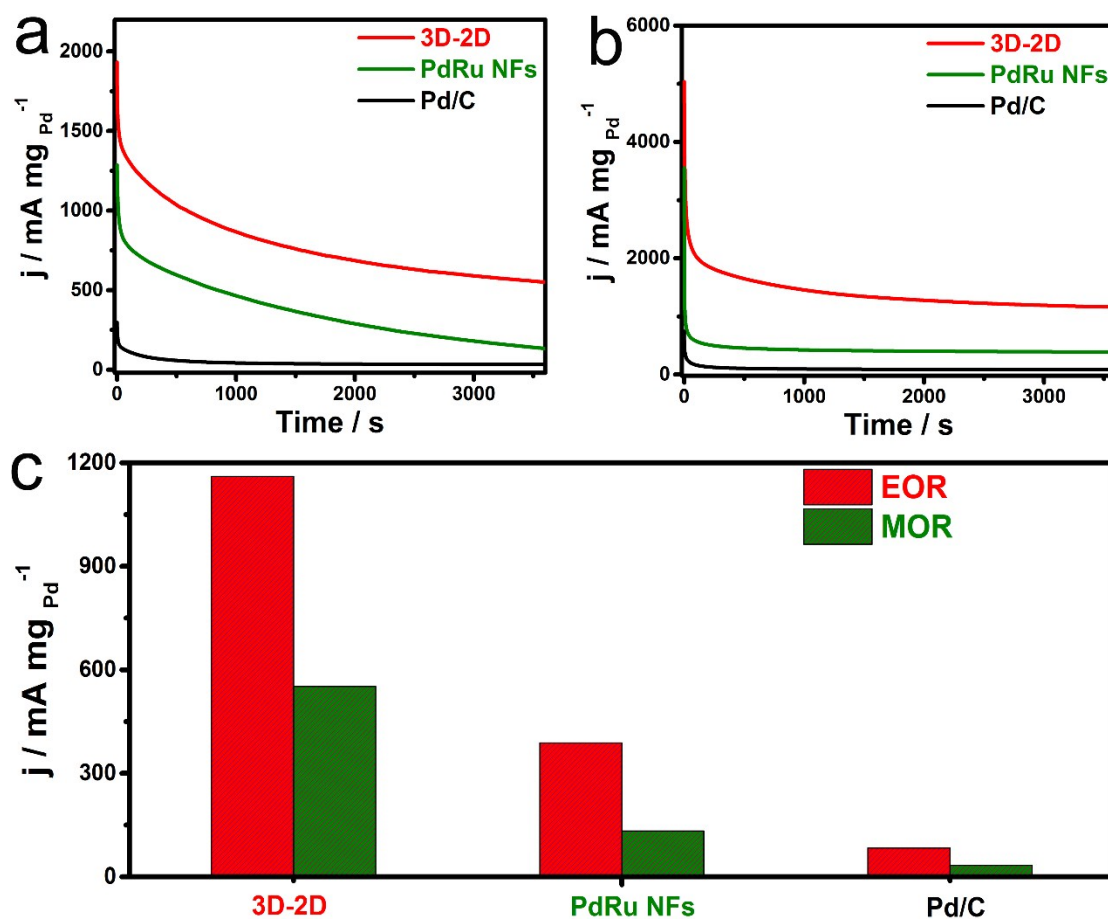 a
3D-2D
PdRu NFs
Pd/C
j / mA mg Pd -1
2000
1500
1000
500
0
0 1000 2000 3000
Time / s
b
3D-2D
PdRu NFs
Pd/C
j / mA mg Pd -1
6000
4000
2000
0
0 1000 2000 3000
Time / s
c
EOR
MOR
j / mA mg Pd -1
1200
900
600
300
0
3D-2D PdRu NFs Pd/C